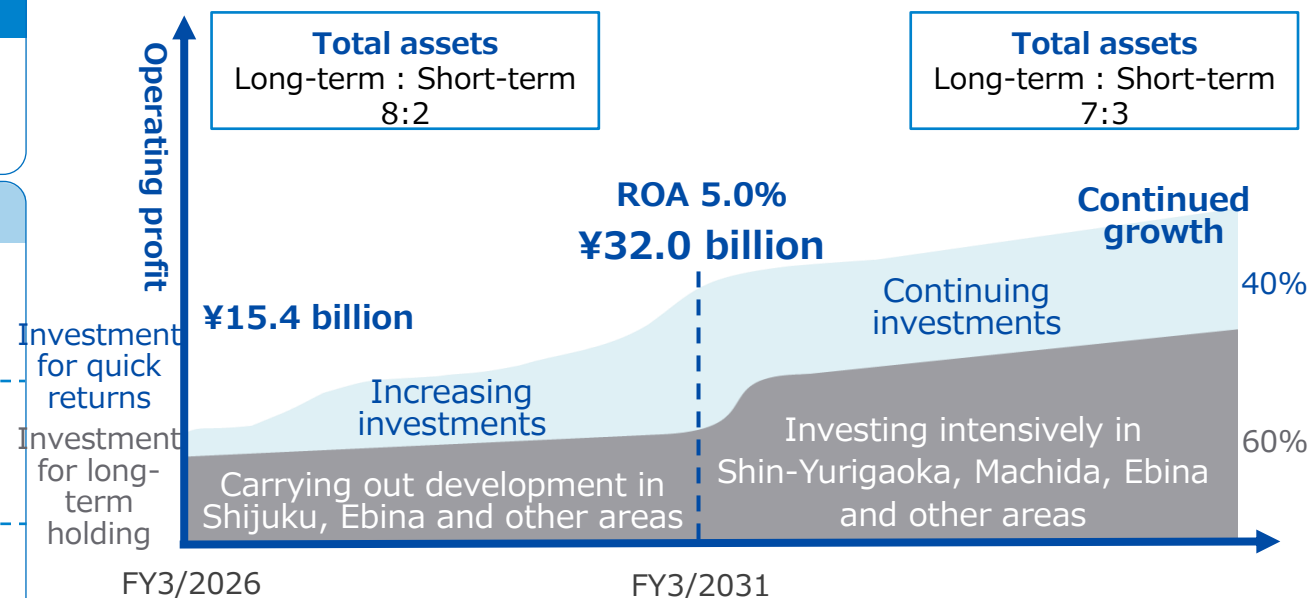 Total assets
Long-term : Short-term
8:2
Total assets
Long-term : Short-term
7:3
Operating profit
ROA 5.0%
¥32.0 billion
Continued
growth
¥15.4 billion
40%
Continuing
investments
Investment
for quick
returns
Increasing
investments
Investment
for long-
term
holding
60%
Investing intensively in
Shin-Yurigaoka, Machida, Ebina
and other areas
Carrying out development in
Shijuku, Ebina and other areas
FY3/2026
FY3/2031